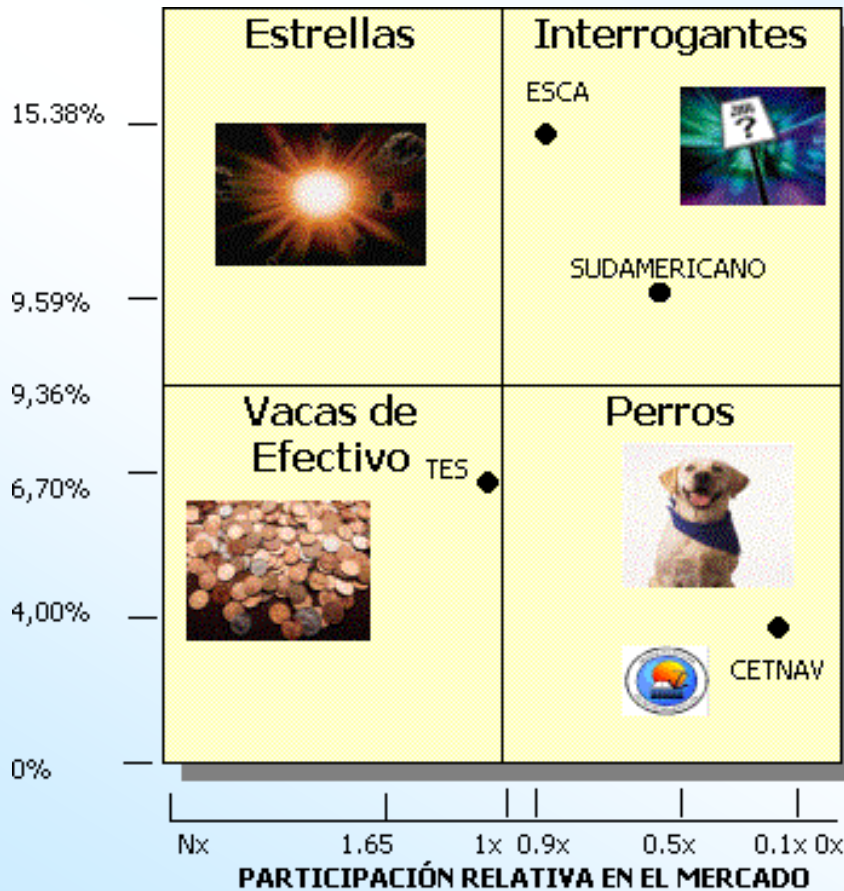 Estrellas
Interrogantes
ESCA
15.38%
?
SUDAMERICANO
9.59%
9,36%
Vacas de
Efectivo
Perros
TES
6,70%
4,00%
CETNAV
0%
Nx 1.65 1x 0.9x 0.5x 0.1x 0x
PARTICIPACIÓN RELATIVA EN EL MERCADO